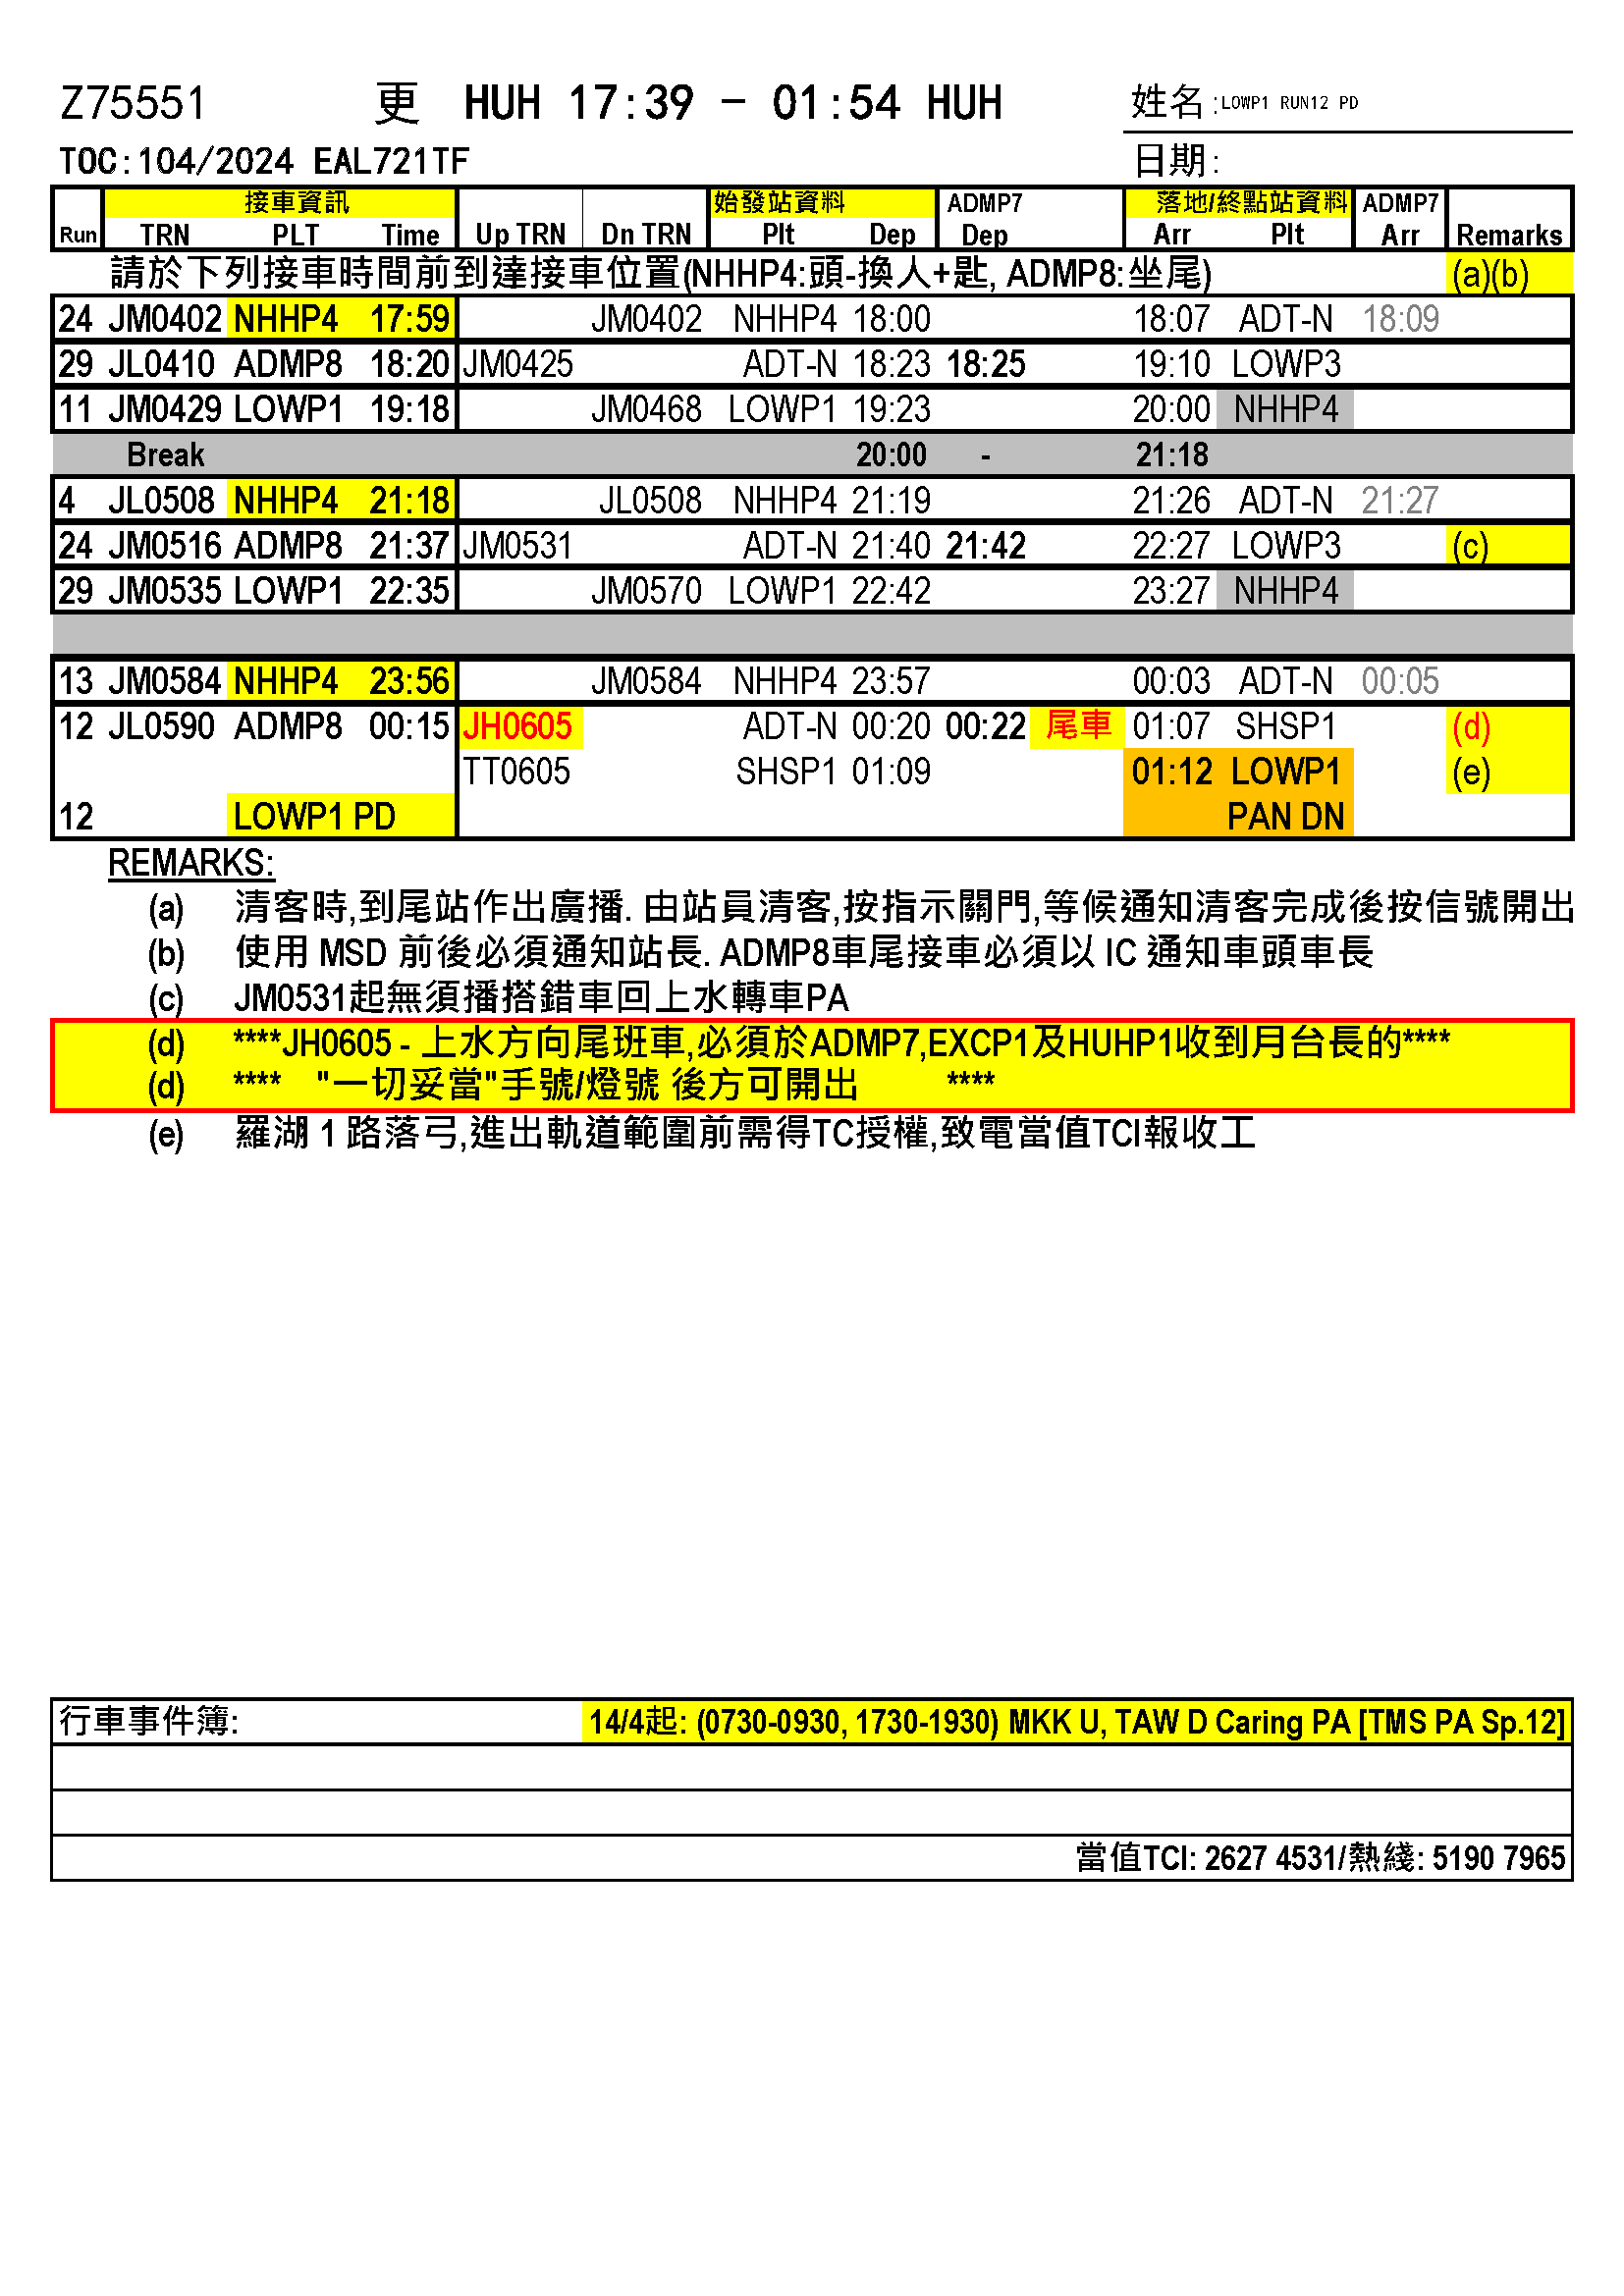 Z75551 更 HUH 17:39 - 01:54 HUH 姓名:LOWP1 RUN12 PD
TOC:104/2024 EAL721TF 日期:
接車資訊 始發站資料 ADMP7 落地/終點站資料 ADMP7
Run TRN PLT Time Up TRN Dn TRN Plt Dep Dep Arr Plt Arr Remarks
請於下列接車時間前到達接車位置(NHHP4:頭-換人+匙, ADMP8:坐尾) (a)(b)
24 JM0402 NHHP4 17:59 JM0402 NHHP4 18:00 18:07 ADT-N 18:09
29 JL0410 ADMP8 18:20 JM0425 ADT-N 18:23 18:25 19:10 LOWP3
11 JM0429 LOWP1 19:18 JM0468 LOWP1 19:23 20:00 NHHP4
Break 20:00 - 21:18
4 JL0508 NHHP4 21:18 JL0508 NHHP4 21:19 21:26 ADT-N 21:27
24 JM0516 ADMP8 21:37 JM0531 ADT-N 21:40 21:42 22:27 LOWP3 (c)
29 JM0535 LOWP1 22:35 JM0570 LOWP1 22:42 23:27 NHHP4
13 JM0584 NHHP4 23:56 JM0584 NHHP4 23:57 00:03 ADT-N 00:05
12 JL0590 ADMP8 00:15 JH0605 ADT-N 00:20 00:22 尾車 01:07 SHSP1 (d)
TT0605 SHSP1 01:09 01:12 LOWP1 (e)
12 LOWP1 PD PAN DN
REMARKS:
(a) 清客時,到尾站作出廣播. 由站員清客,按指示關門,等候通知清客完成後按信號開出
(b) 使用 MSD 前後必須通知站長. ADMP8車尾接車必須以 IC 通知車頭車長
(c) JM0531起無須播搭錯車回上水轉車PA
(d) ****JH0605 - 上水方向尾班車,必須於ADMP7,EXCP1及HUHP1收到月台長的****
(d) **** "一切妥當"手號/燈號 後方可開出 ****
(e) 羅湖 1 路落弓,進出軌道範圍前需得TC授權,致電當值TCI報收工
行車事件簿: 14/4起: (0730-0930, 1730-1930) MKK U, TAW D Caring PA [TMS PA Sp.12]
當值TCI: 2627 4531/熱綫: 5190 7965